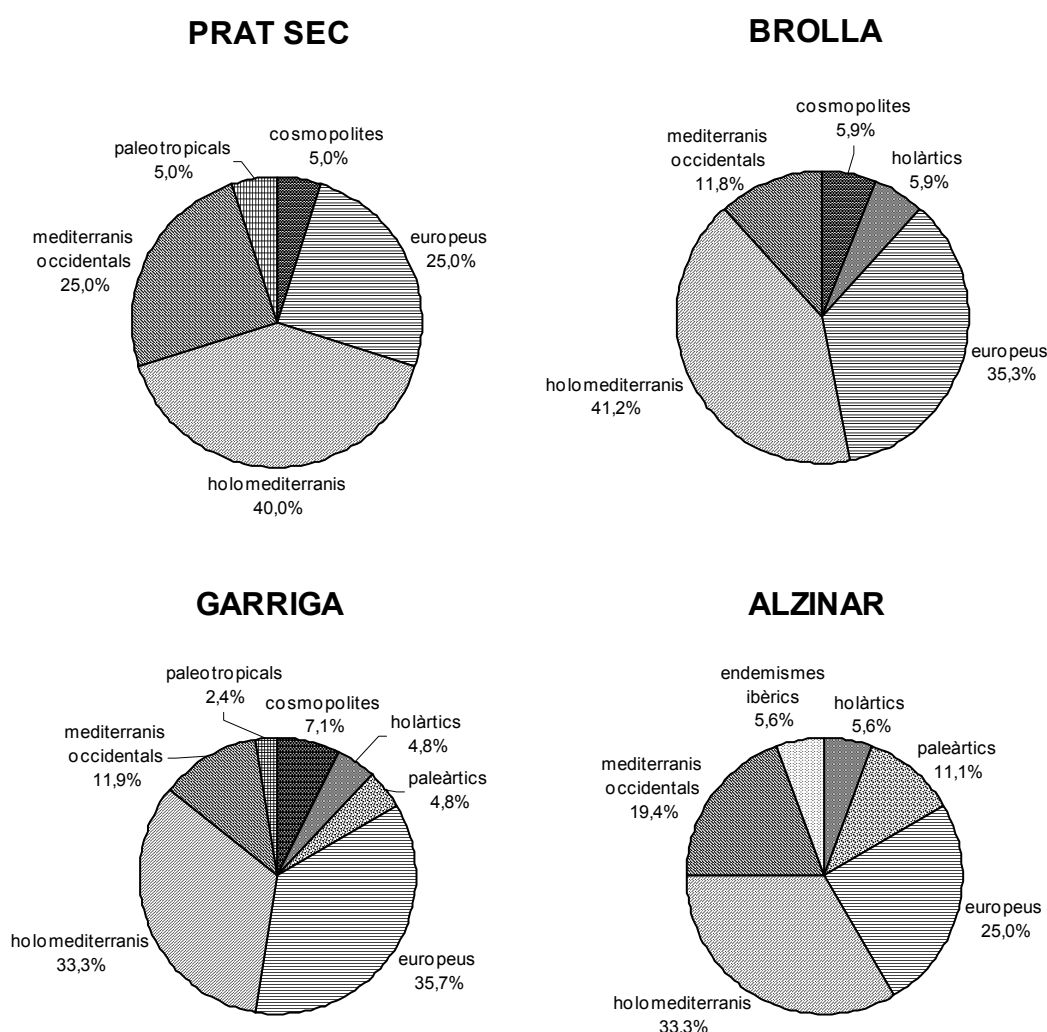 PRAT SEC
cosmopolites
5,0%
europeus
25,0%
holomediterranis
40,0%
mediterranis
occidentals
25,0%
paleotropicals
5,0%
BROLLA
cosmopolites
5,9%
holàrtics
5,9%
europeus
35,3%
holomediterranis
41,2%
mediterranis
occidentals
11,8%
GARRIGA
cosmopolites
7,1%
holàrtics
4,8%
paleàrtics
4,8%
europeus
35,7%
holomediterranis
33,3%
mediterranis
occidentals
11,9%
paleotropicals
2,4%
ALZINAR
holàrtics
5,6%
paleàrtics
11,1%
europeus
25,0%
holomediterranis
33,3%
mediterranis
occidentals
19,4%
endemismes
ibèrics
5,6%